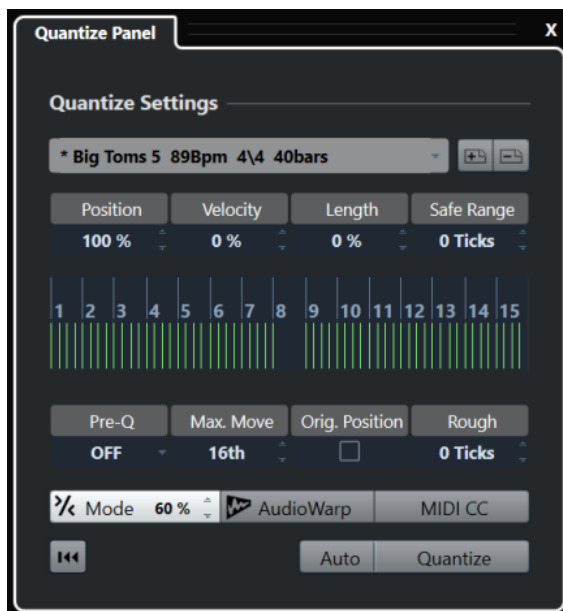 Quantize Panel X
Quantize Settings
* Big Toms 5 89Bpm 4\4 40bars
Position Velocity Length Safe Range
100 % 0 % 0 % 0 Ticks
1 2 3 4 5 6 7 8 9 10 11 12 13 14 15
Pre-Q Max. Move Orig. Position Rough
OFF 16th 0 Ticks
Mode 60 % AudioWarp MIDI CC
Auto Quantize